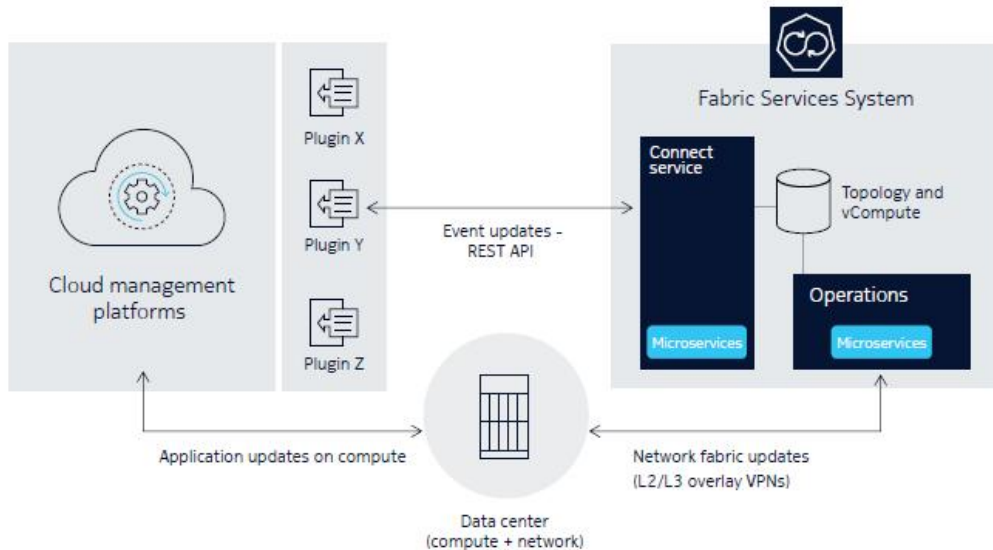 Cloud management
platforms
Plugin X
Plugin Y
Plugin Z
Event updates -
REST API
Fabric Services System
Connect
service
Microservices
Topology and
vCompute
Operations
Microservices
Application updates on compute
Network fabric updates
(L2/L3 overlay VPNs)
Data center
(compute + network)